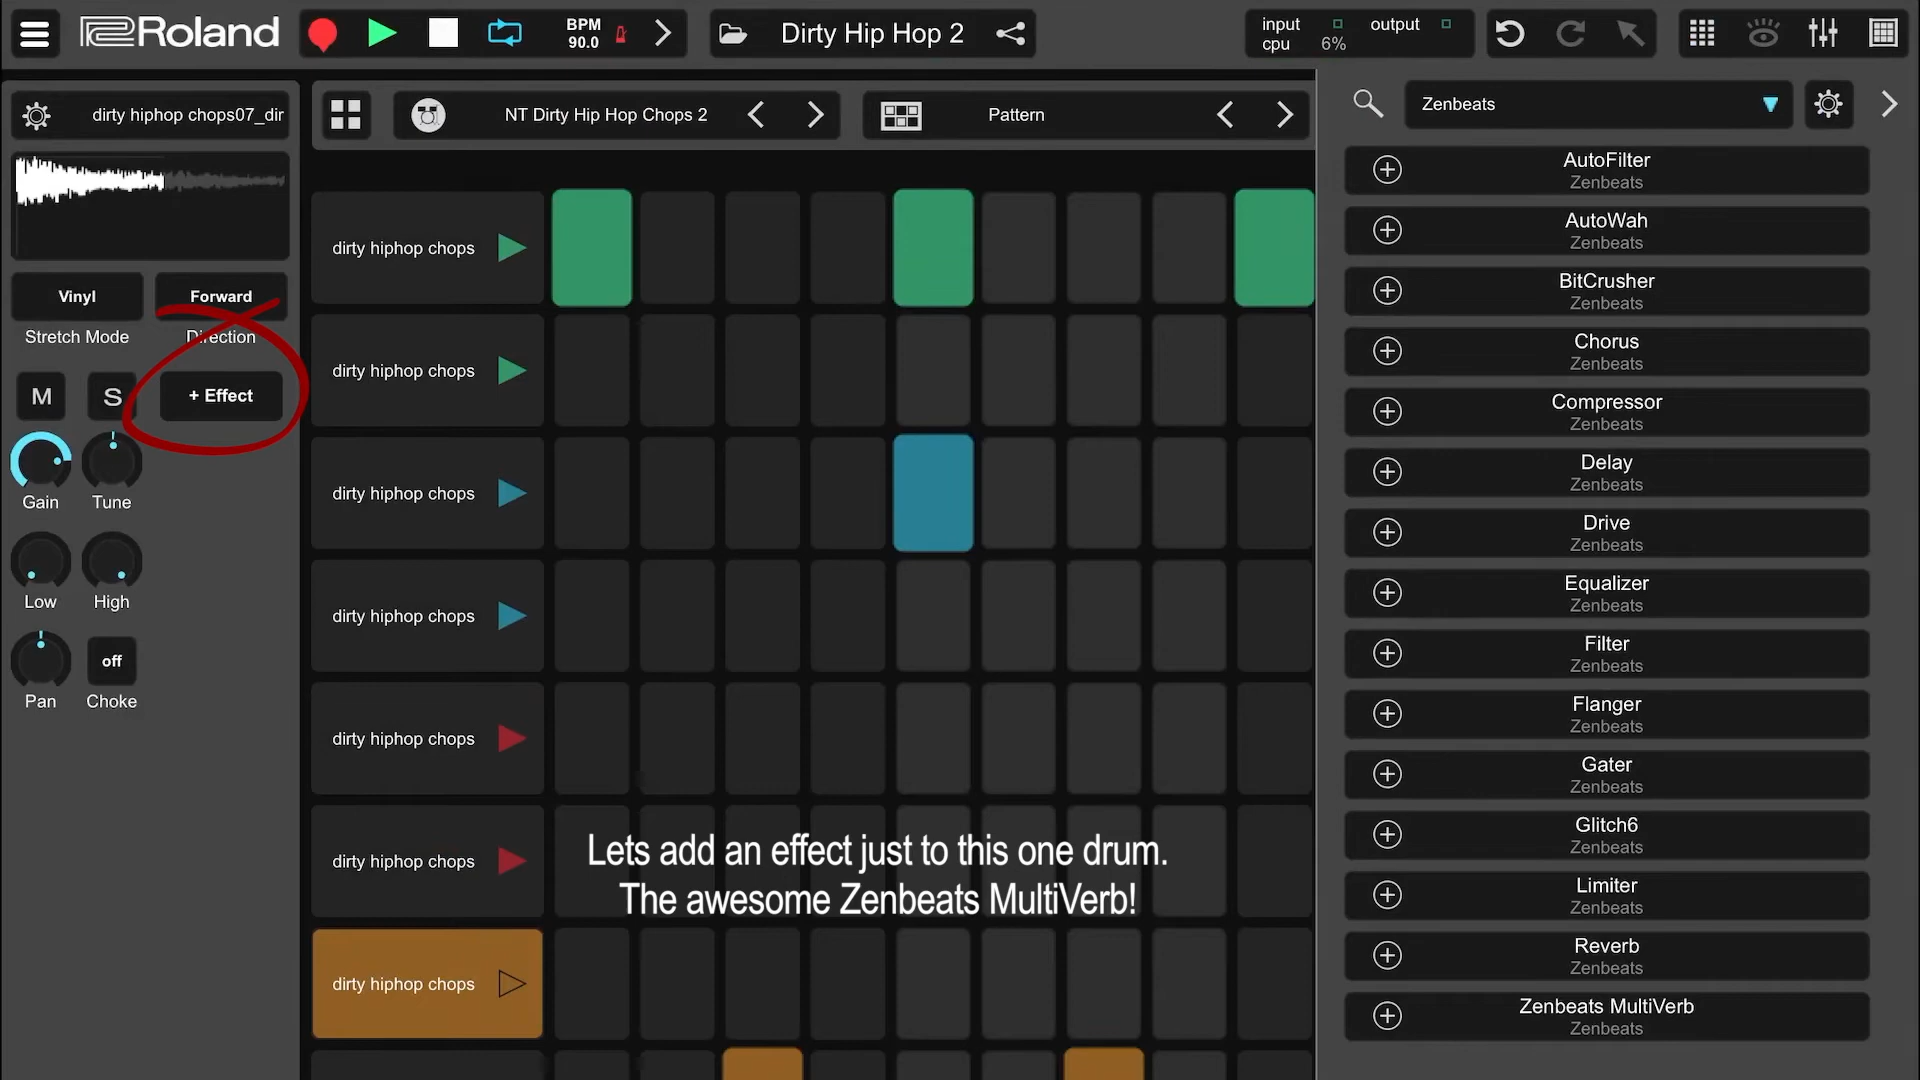 Roland
BPM
90.0
Dirty Hip Hop 2
input
output
cpu
6%
dirty hiphop chops07_dir
NT Dirty Hip Hop Chops 2
Pattern
Zenbeats
Vinyl
Forward
Stretch Mode
Direction
M
S
+ Effect
Gain
Tune
Low
High
Pan
off
Choke
dirty hiphop chops
dirty hiphop chops
dirty hiphop chops
dirty hiphop chops
dirty hiphop chops
dirty hiphop chops
dirty hiphop chops
Lets add an effect just to this one drum.
The awesome Zenbeats MultiVerb!
AutoFilter
Zenbeats
AutoWah
Zenbeats
BitCrusher
Zenbeats
Chorus
Zenbeats
Compressor
Zenbeats
Delay
Zenbeats
Drive
Zenbeats
Equalizer
Zenbeats
Filter
Zenbeats
Flanger
Zenbeats
Gater
Zenbeats
Glitch6
Zenbeats
Limiter
Zenbeats
Reverb
Zenbeats
Zenbeats MultiVerb
Zenbeats